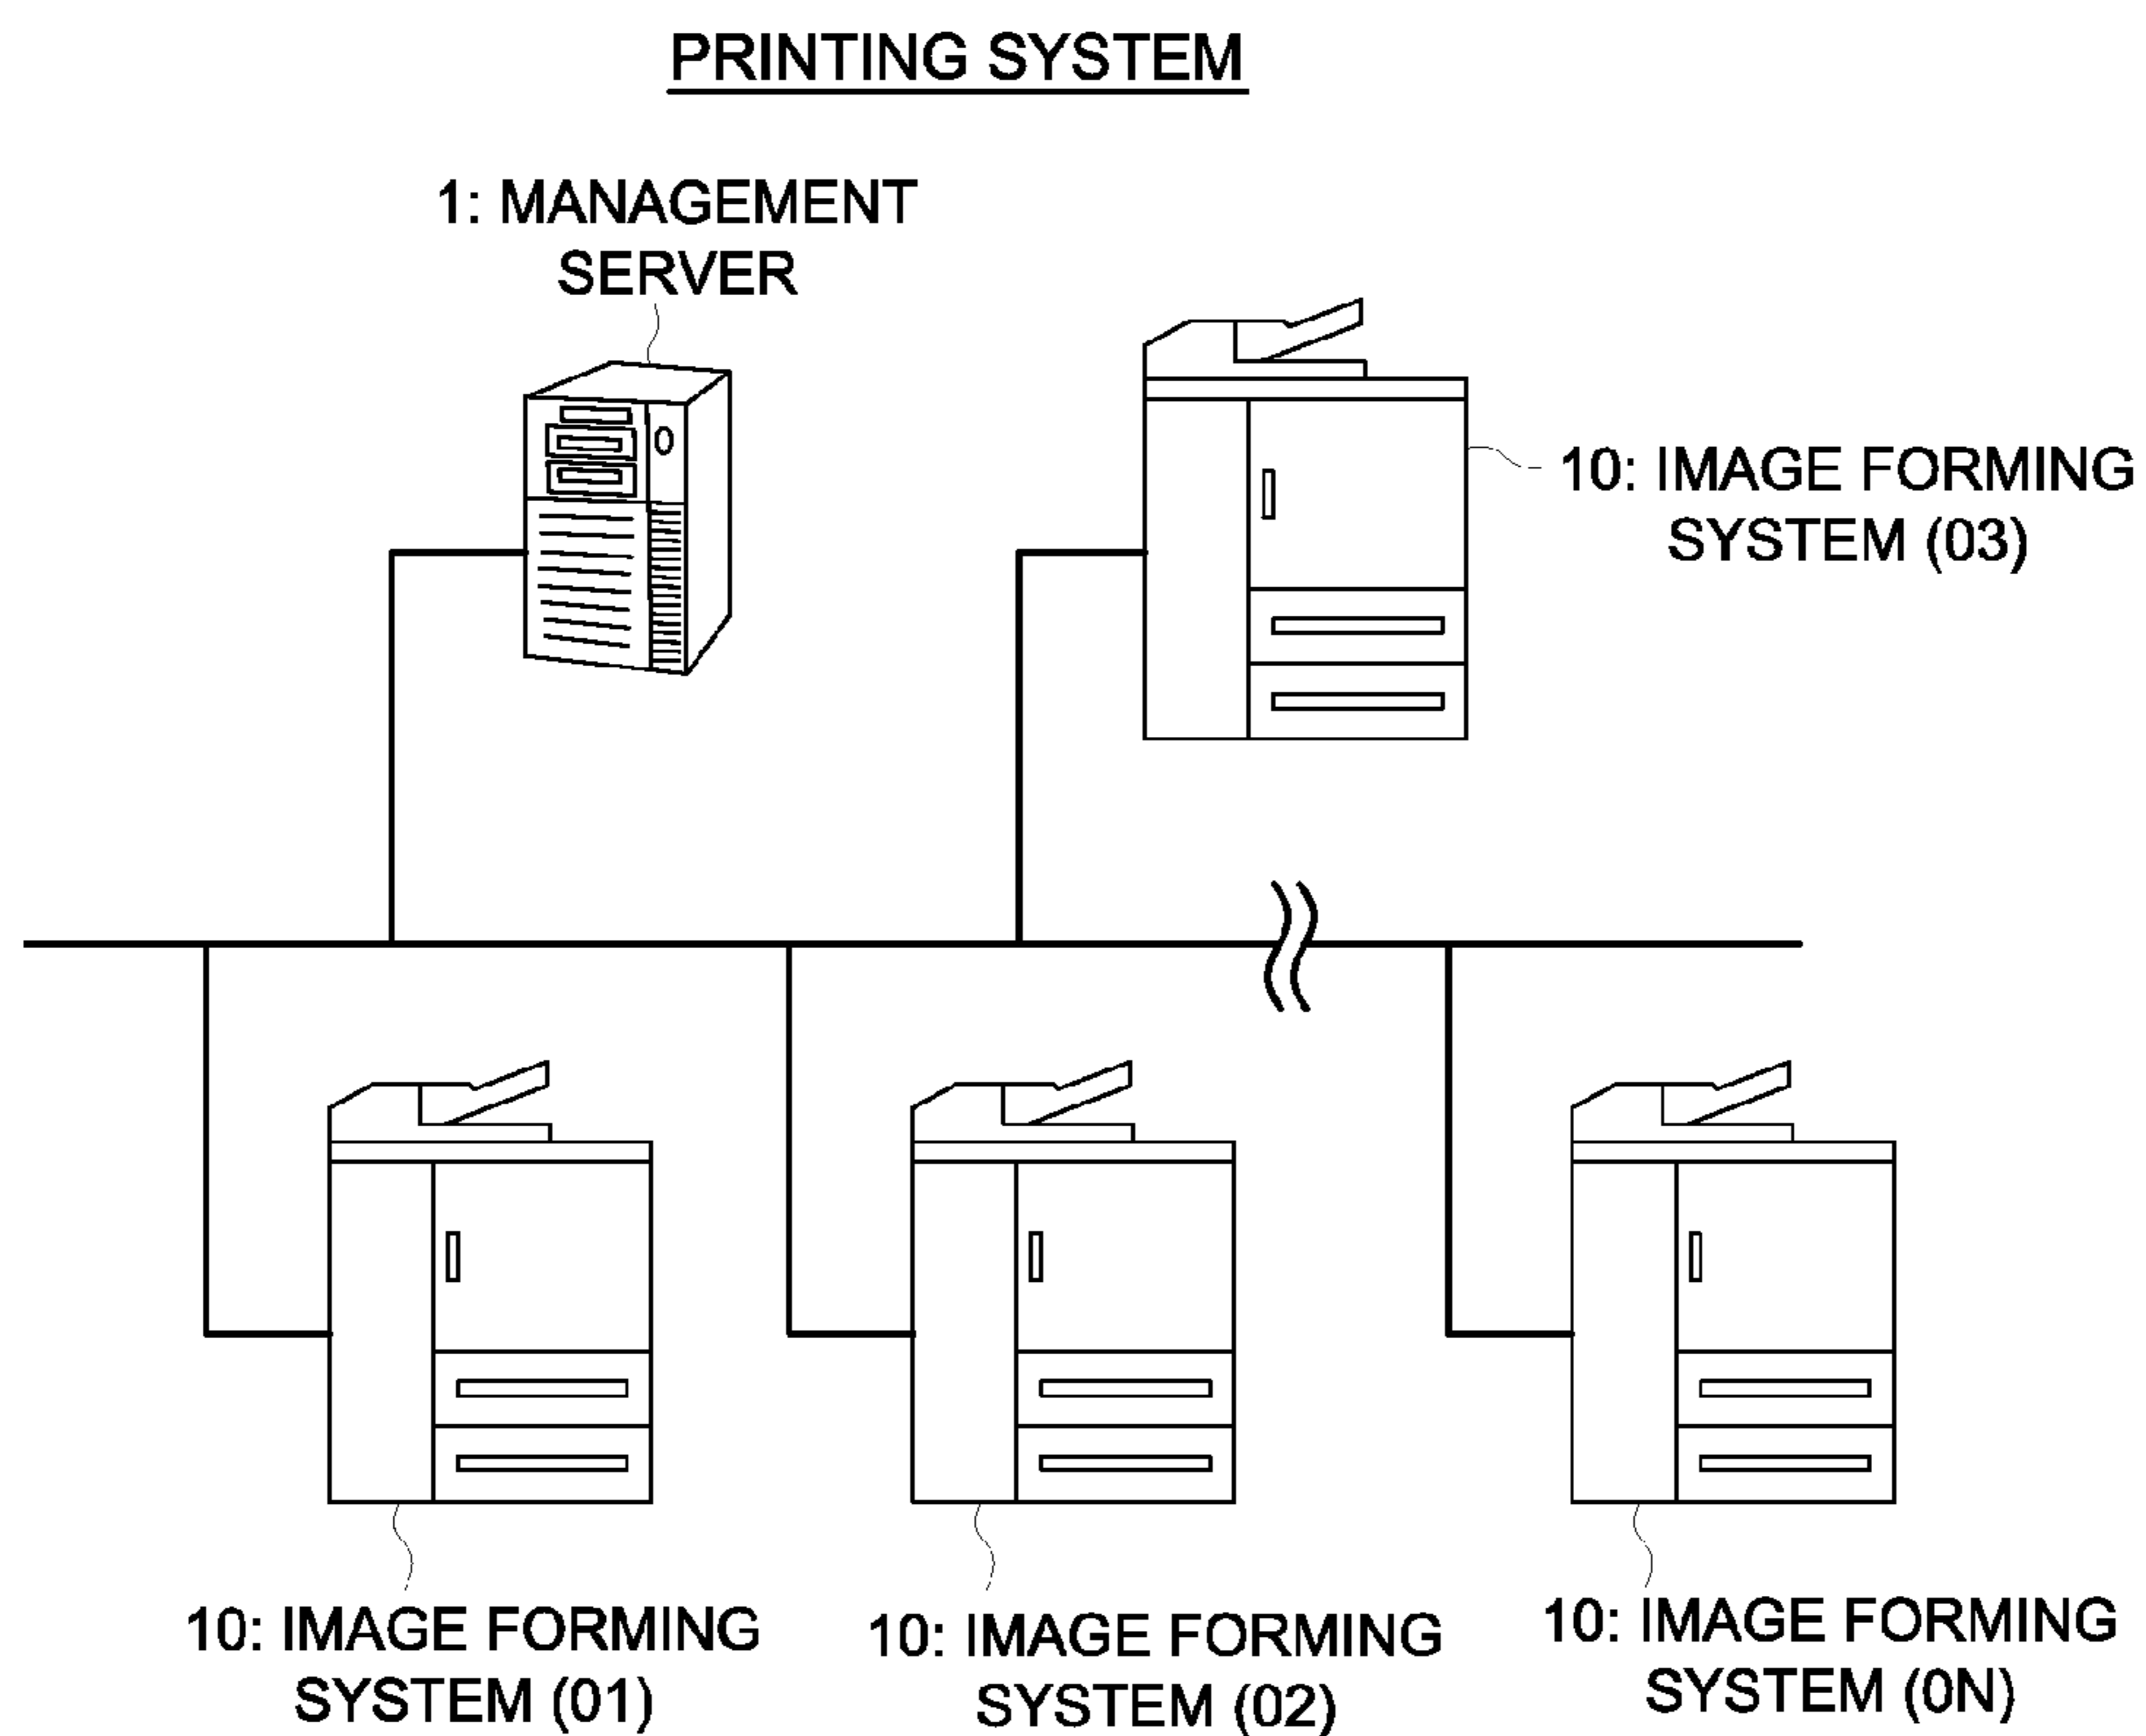 PRINTING SYSTEM
1: MANAGEMENT
SERVER
10: IMAGE FORMING
SYSTEM (03)
10: IMAGE FORMING
SYSTEM (01)
10: IMAGE FORMING
SYSTEM (02)
10: IMAGE FORMING
SYSTEM (0N)